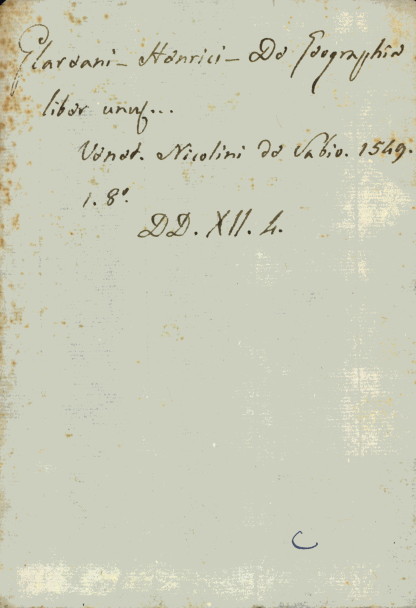 Glareani - Henrici - De Geographia
liber unus...
Venet. Nicolini de Sabio. 1549.
1. 8°.
DD. XII. 4.
C